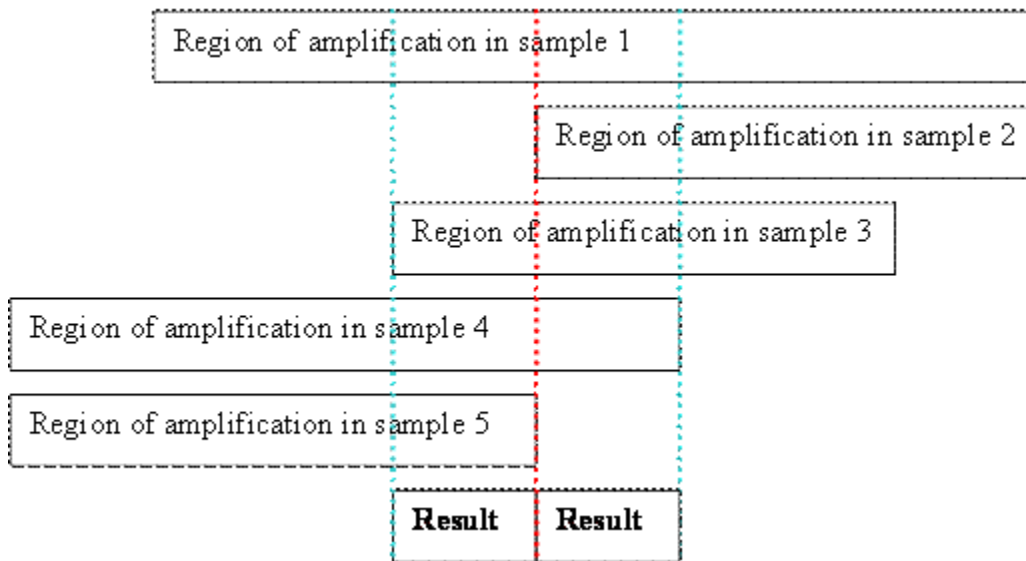 Region of amplification in sample 1
Region of amplification in sample 2
Region of amplification in sample 3
Region of amplification in sample 4
Region of amplification in sample 5
Result Result